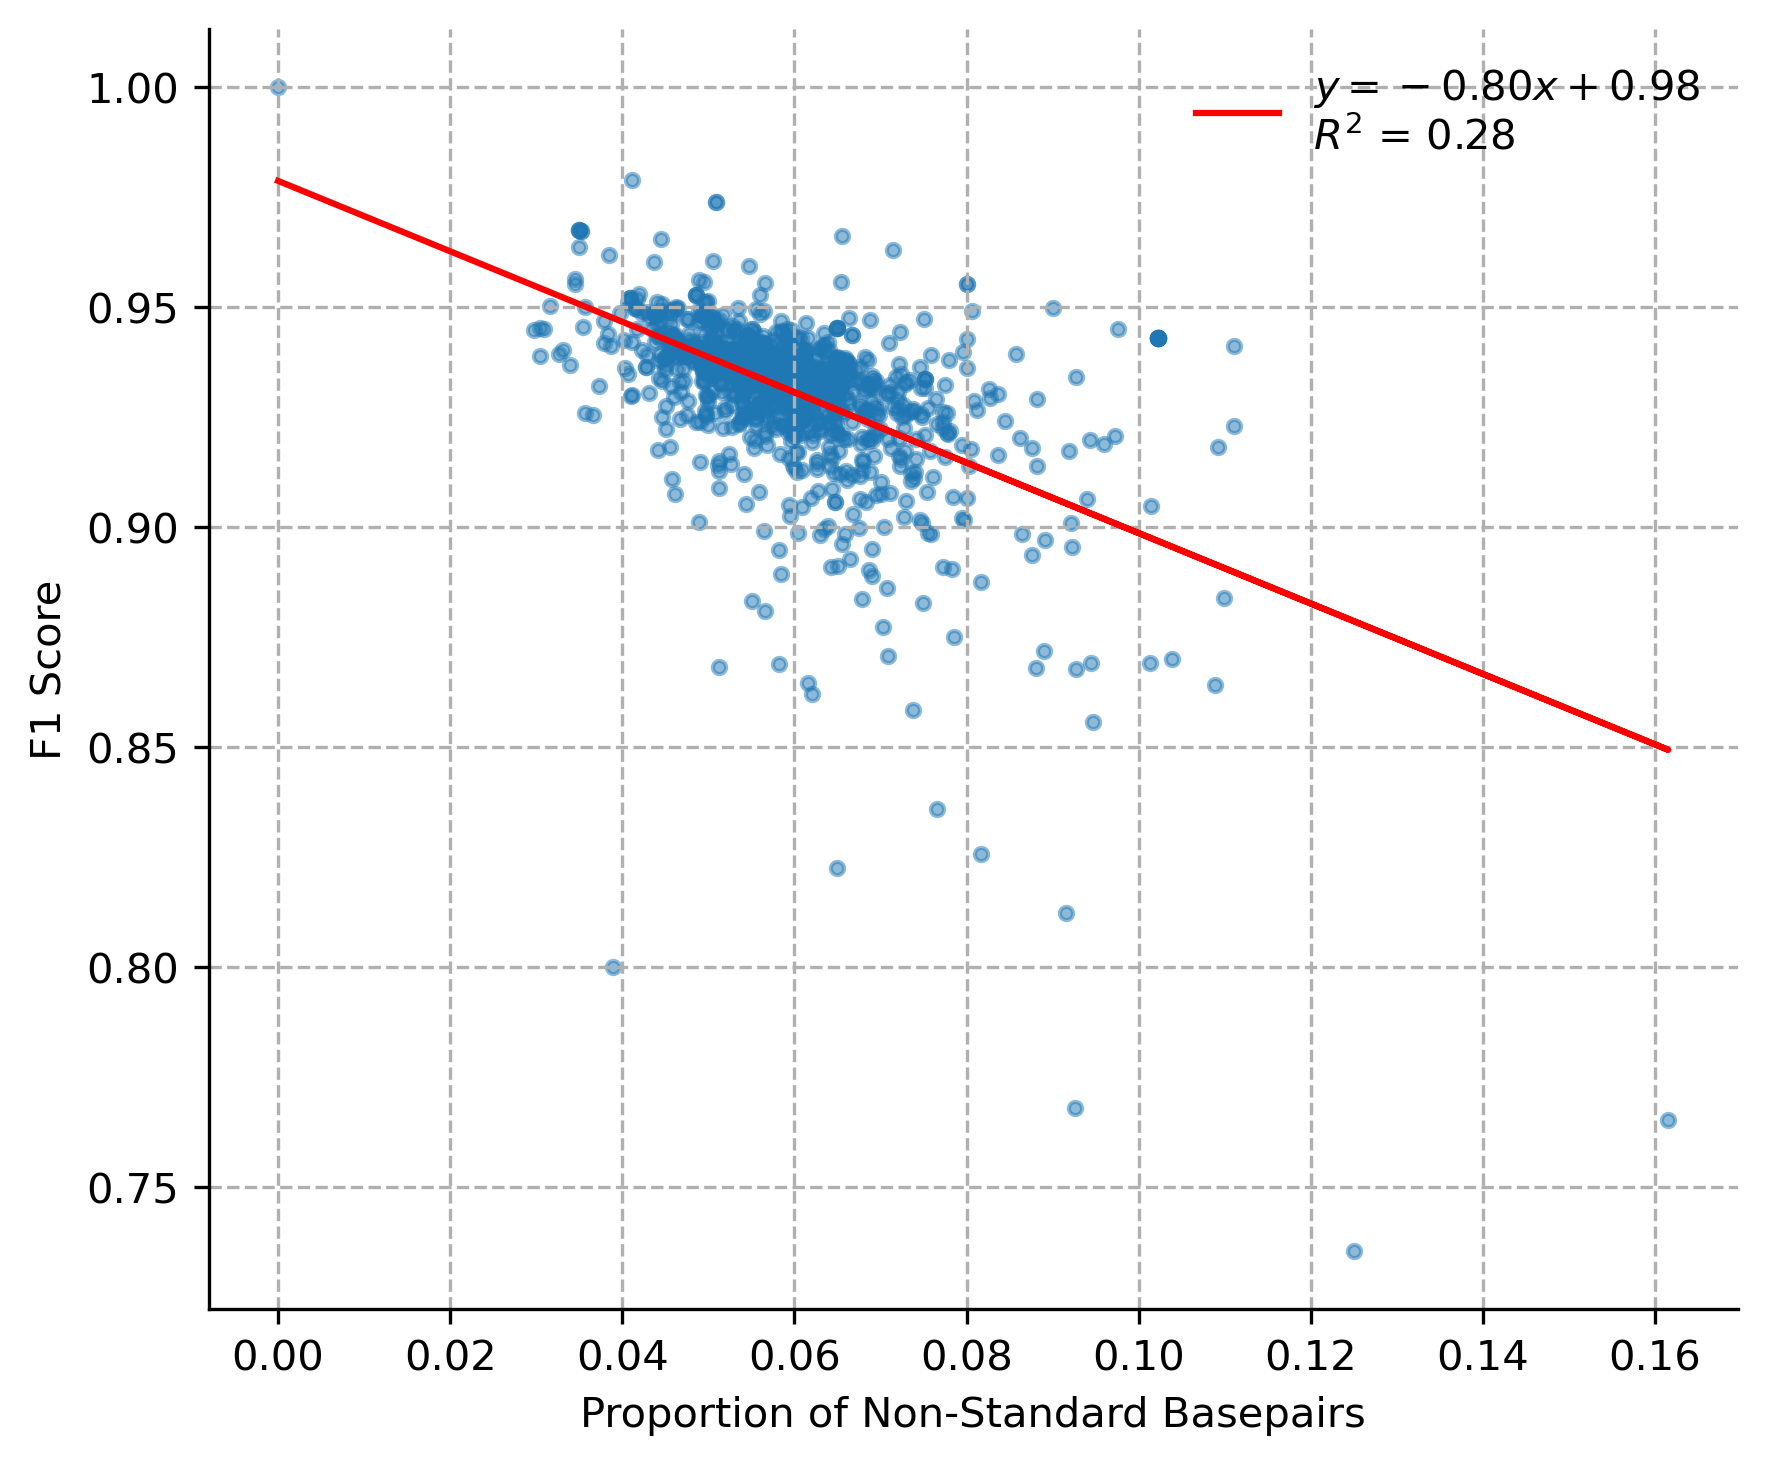 y = −0.80x + 0.98
R² = 0.28
1.00
0.95
0.90
0.85
0.80
0.75
F1 Score
0.00 0.02 0.04 0.06 0.08 0.10 0.12 0.14 0.16
Proportion of Non-Standard Basepairs